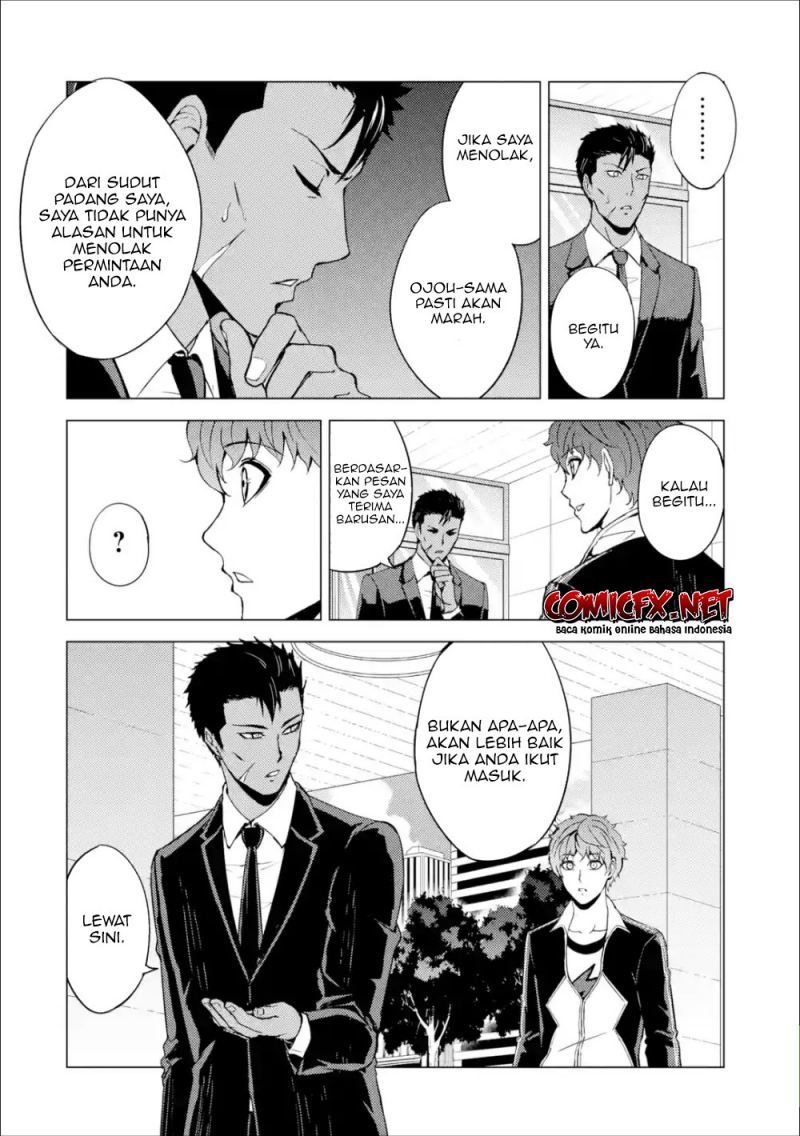 .........
BEGITU
YA.
JIKA SAYA
MENOLAK,
OJOU-SAMA
PASTI AKAN
MARAH.
DARI SUDUT
PADANG SAYA,
SAYA TIDAK PUNYA
ALASAN UNTUK
MENOLAK
PERMINTAAN
ANDA.
KALAU
BEGITU...
BERDASAR-
KAN PESAN
YANG SAYA
TERIMA
BARUSAN...
?
COMICFX.NET
Baca Komik Online Bahasa Indonesia
BUKAN APA-APA,
AKAN LEBIH BAIK
JIKA ANDA IKUT
MASUK.
LEWAT
SINI.